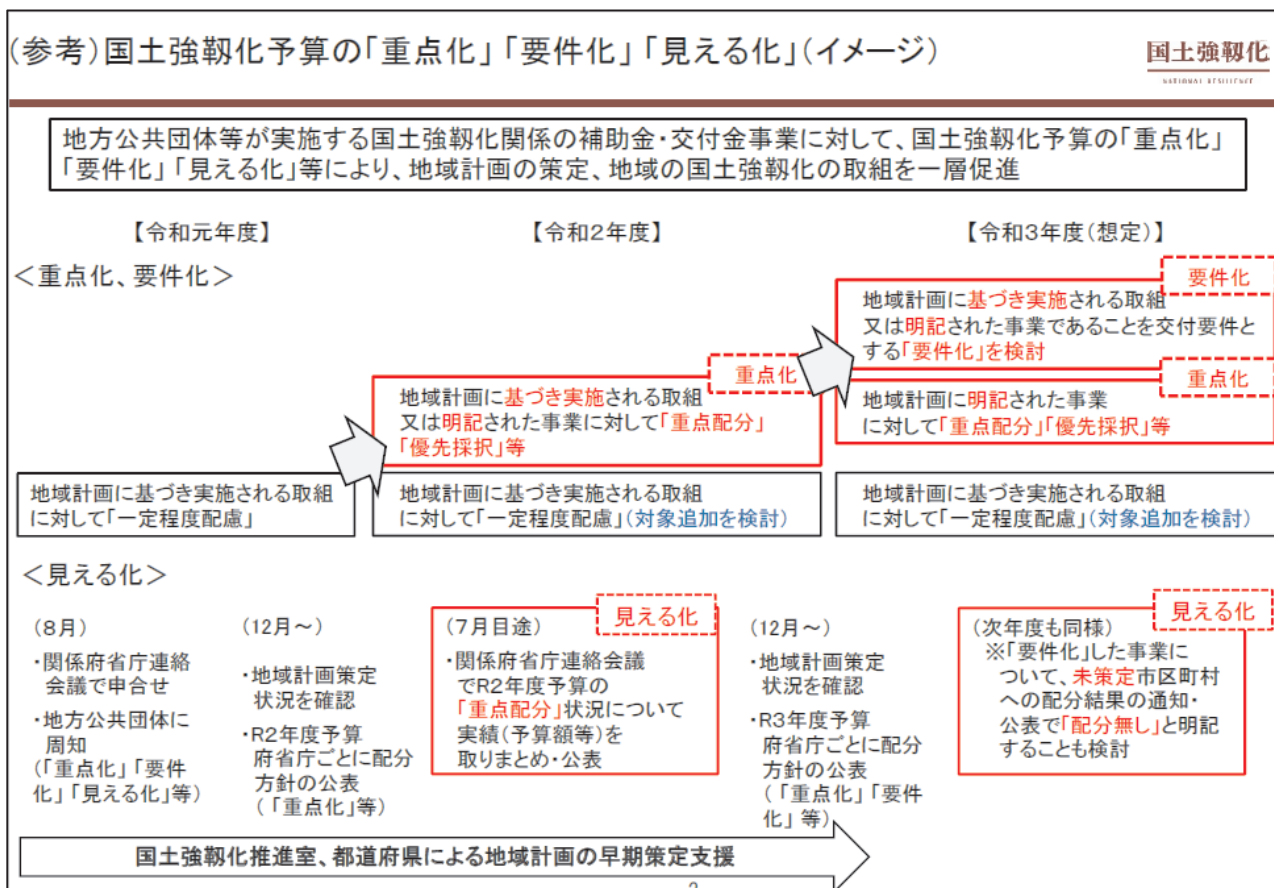 (参考)国土強靱化予算の「重点化」「要件化」「見える化」(イメージ)
国土強靱化
NATIONAL RESILIENCE
地方公共団体等が実施する国土強靱化関係の補助金・交付金事業に対して、国土強靱化予算の「重点化」
「要件化」「見える化」等により、地域計画の策定、地域の国土強靱化の取組を一層促進
【令和元年度】
【令和2年度】
【令和3年度(想定)】
＜重点化、要件化＞
要件化
地域計画に基づき実施される取組
又は明記された事業であることを交付要件と
する「要件化」を検討
重点化
地域計画に基づき実施される取組
又は明記された事業に対して「重点配分」
「優先採択」等
重点化
地域計画に明記された事業
に対して「重点配分」「優先採択」等
地域計画に基づき実施される取組
に対して「一定程度配慮」
地域計画に基づき実施される取組
に対して「一定程度配慮」(対象追加を検討)
地域計画に基づき実施される取組
に対して「一定程度配慮」(対象追加を検討)
＜見える化＞
(8月)
・関係府省庁連絡
会議で申合せ
・地方公共団体に
周知
(「重点化」「要件
化」「見える化」等)
(12月～)
・地域計画策定
状況を確認
・R2年度予算
府省庁ごとに配分
方針の公表
(「重点化」等)
見える化
(7月目途)
・関係府省庁連絡会議
でR2年度予算の
「重点配分」状況について
実績(予算額等)を
取りまとめ・公表
(12月～)
・地域計画策定
状況を確認
・R3年度予算
府省庁ごとに配分
方針の公表
(「重点化」「要件
化」等)
見える化
(次年度も同様)
※「要件化」した事業に
ついて、未策定市区町村
への配分結果の通知・
公表で「配分無し」と明記
することも検討
国土強靱化推進室、都道府県による地域計画の早期策定支援